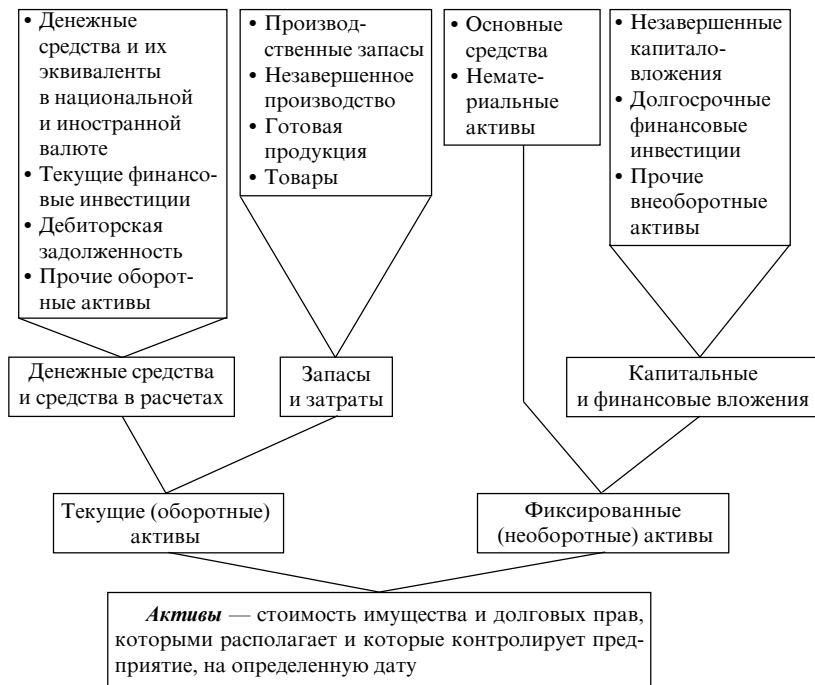 • Денежные
средства и их
эквиваленты
в национальной
и иностранной
валюте
• Текущие финансо-
вые инвестиции
• Дебиторская
задолженность
• Прочие оборот-
ные активы
• Производ-
ственные запасы
• Незавершенное
производство
• Готовая
продукция
• Товары
• Основные
средства
• Немате-
риальные
активы
• Незавершенные
капитало-
вложения
• Долгосрочные
финансовые
инвестиции
• Прочие
внеоборотные
активы
Денежные средства
и средства в расчетах
Запасы
и затраты
Капитальные
и финансовые вложения
Текущие (оборотные)
активы
Фиксированные
(необоротные) активы
Активы — стоимость имущества и долговых прав,
которыми располагает и которые контролирует пред-
приятие, на определенную дату